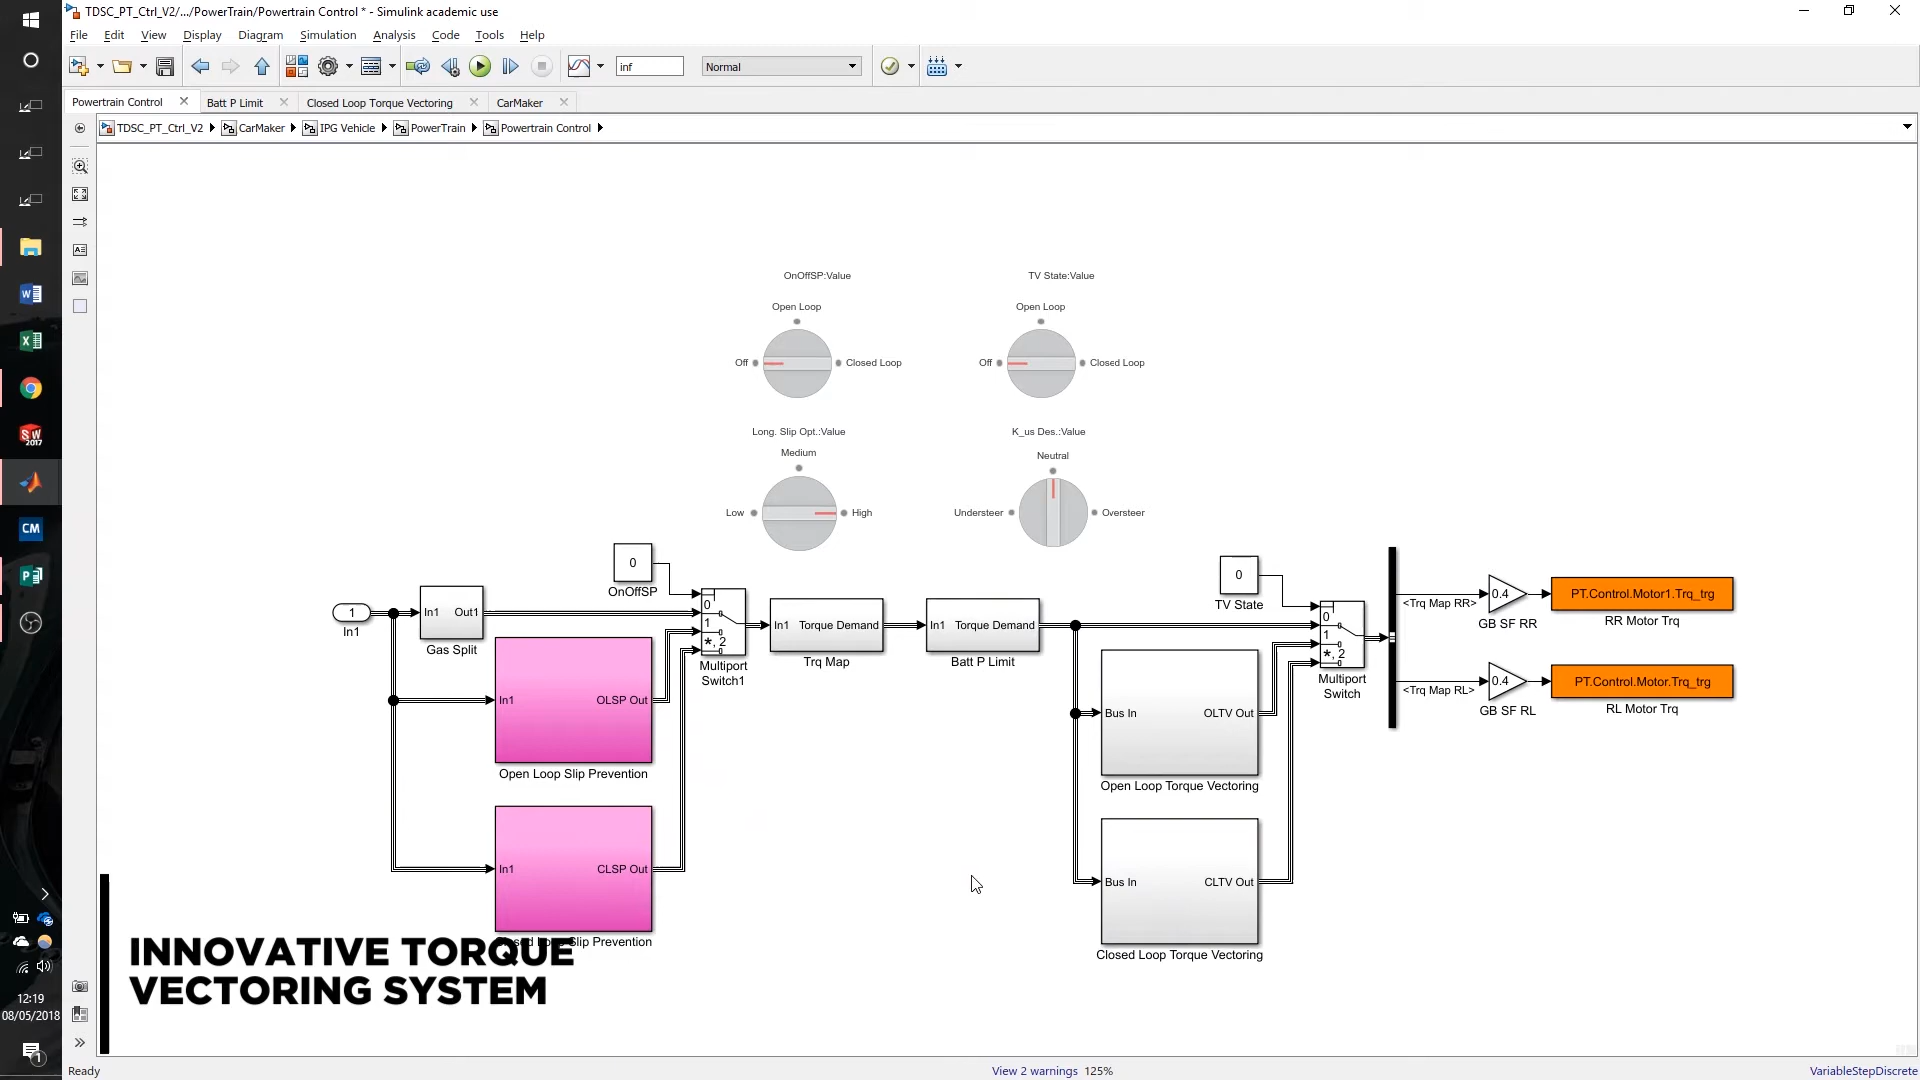 TDSC_PT_Ctrl_V2/.../PowerTrain/Powertrain Control * - Simulink academic use
File Edit View Display Diagram Simulation Analysis Code Tools Help
inf
Normal
Powertrain Control
Batt P Limit
Closed Loop Torque Vectoring
CarMaker
TDSC_PT_Ctrl_V2 CarMaker IPG Vehicle PowerTrain Powertrain Control
OnOffSP:Value
Open Loop
Off
Closed Loop
TV State:Value
Open Loop
Off
Closed Loop
Long. Slip Opt.:Value
Medium
Low
High
K_us Des.:Value
Neutral
Understeer
Oversteer
1
In1
In1 Out1
Gas Split
0
OnOffSP
In1 OLSP Out
Open Loop Slip Prevention
In1 CLSP Out
Slip Prevention
0
1
*, 2
Multiport
Switch1
In1 Torque Demand
Trq Map
In1 Torque Demand
Batt P Limit
0
TV State
Bus In OLTV Out
Open Loop Torque Vectoring
Bus In CLTV Out
Closed Loop Torque Vectoring
0
1
*, 2
Multiport
Switch
<Trq Map RR>
0.4
GB SF RR
PT.Control.Motor1.Trq_trg
RR Motor Trq
<Trq Map RL>
0.4
GB SF RL
PT.Control.Motor.Trq_trg
RL Motor Trq
INNOVATIVE TORQUE
VECTORING SYSTEM
SW
2017
CM
12:19
08/05/2018
1
Ready
View 2 warnings 125%
VariableStepDiscrete